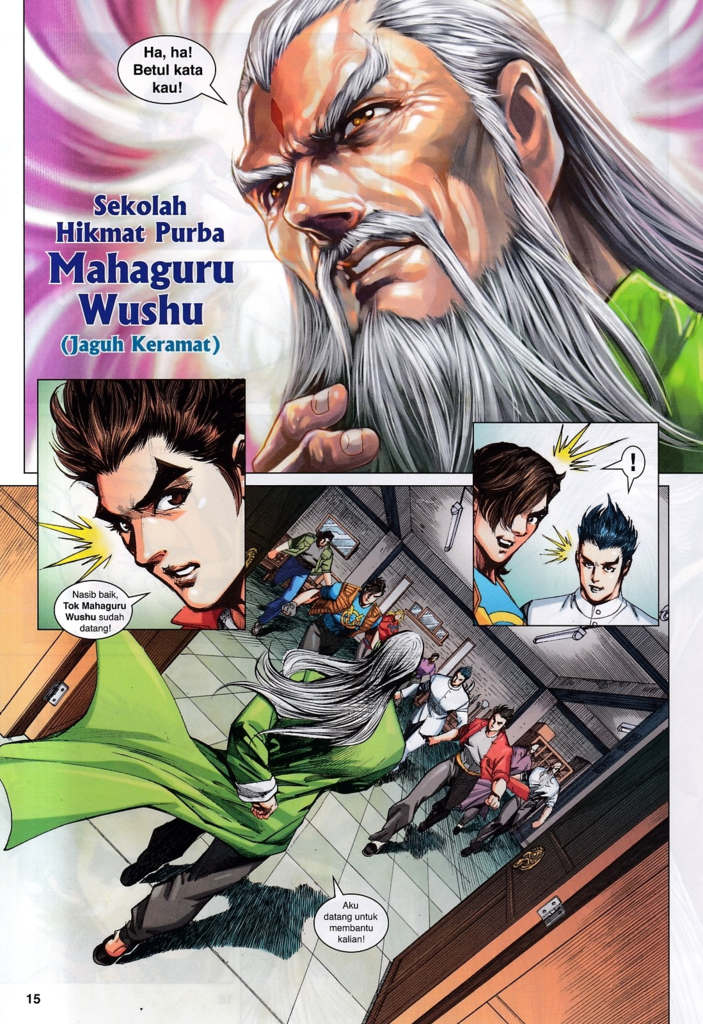 Ha, ha!
Betul kata
kau!
Sekolah
Hikmat Purba
Mahaguru
Wushu
(Jaguh Keramat)
!
Nasib baik,
Tok Mahaguru
Wushu sudah
datang!
Aku
datang untuk
membantu
kalian!
15